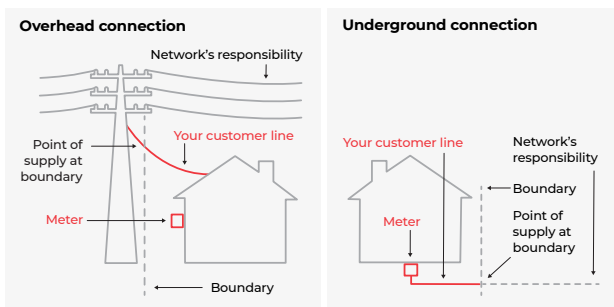 Overhead connection
Network’s responsibility
Your customer line
Point of
supply at
boundary
Meter
Boundary
Underground connection
Your customer line
Network’s
responsibility
Boundary
Meter
Point of
supply at
boundary